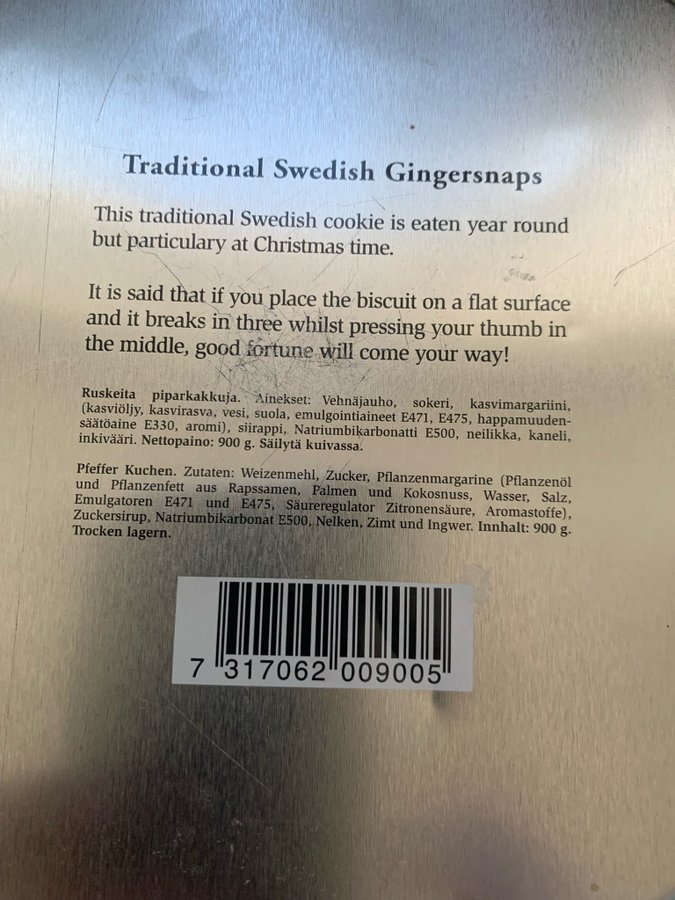 Traditional Swedish Gingersnaps
This traditional Swedish cookie is eaten year round
but particulary at Christmas time.
It is said that if you place the biscuit on a flat surface
and it breaks in three whilst pressing your thumb in
the middle, good fortune will come your way!
Ruskeita piparkakkuja. Ainekset: Vehnäjauho, sokeri, kasvimargariini,
(kasviöljy, kasvirasva, vesi, suola, emulgointiaineet E471, E475, happamuuden-
säätöaine E330, aromi), siirappi, Natriumbikarbonatti E500, neilikka, kaneli,
inkivääri. Nettopaino: 900 g. Säilytä kuivassa.
Pfeffer Kuchen. Zutaten: Weizenmehl, Zucker, Pflanzenmargarine (Pflanzenöl
und Pflanzenfett aus Rapssamen, Palmen und Kokosnuss, Wasser, Salz,
Emulgatoren E471 und E475, Säureregulator Zitronensäure, Aromastoffe),
Zuckersirup, Natriumbikarbonat E500, Nelken, Zimt und Ingwer. Innhalt: 900 g.
Trocken lagern.
7 317062 009005